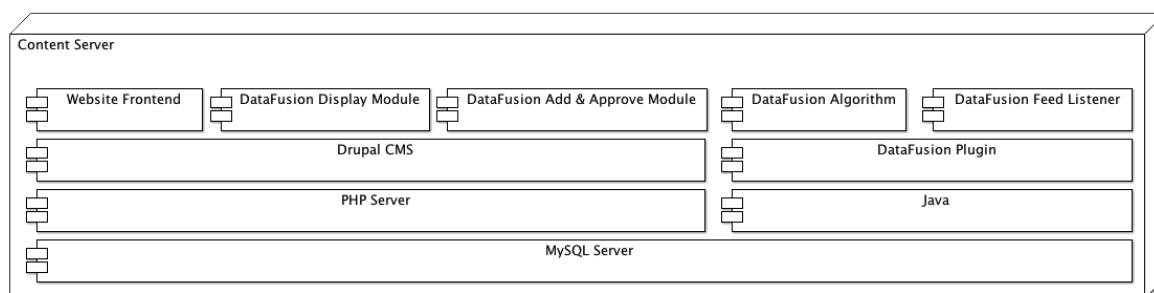 Content Server
Website Frontend
DataFusion Display Module
DataFusion Add & Approve Module
DataFusion Algorithm
DataFusion Feed Listener
Drupal CMS
DataFusion Plugin
PHP Server
Java
MySQL Server